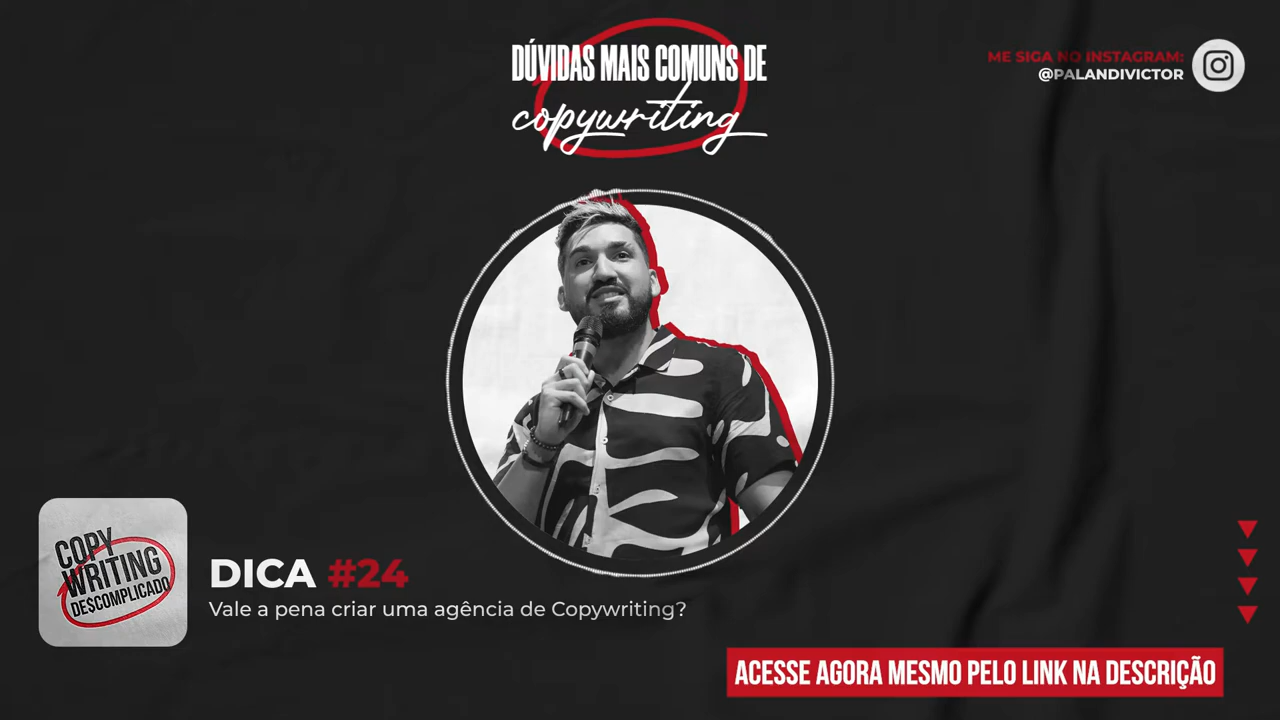 DÚVIDAS MAIS COMUNS DE
copywriting
ME SIGA NO INSTAGRAM:
@PALANDIVICTOR
COPY
WRITING
DESCOMPLICADO
DICA #24
Vale a pena criar uma agência de Copywriting?
ACESSE AGORA MESMO PELO LINK NA DESCRIÇÃO